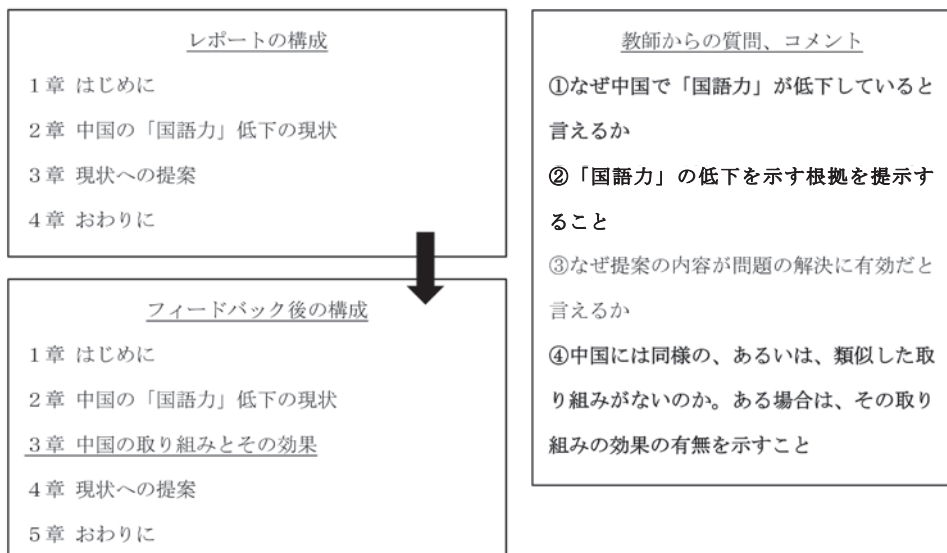 レポートの構成
1章 はじめに
2章 中国の「国語力」低下の現状
3章 現状への提案
4章 おわりに
フィードバック後の構成
1章 はじめに
2章 中国の「国語力」低下の現状
3章 中国の取り組みとその効果
4章 現状への提案
5章 おわりに
教師からの質問、コメント
①なぜ中国で「国語力」が低下していると
言えるか
②「国語力」の低下を示す根拠を提示す
ること
③なぜ提案の内容が問題の解決に有効だと
言えるか
④中国には同様の、あるいは、類似した取
り組みがないのか。ある場合は、その取り
組みの効果の有無を示すこと